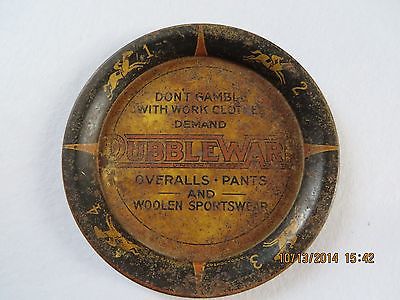 1
2
DON'T GAMBLE
WITH WORK CLOTHES
DEMAND
DUBBLEWARE
OVERALLS · PANTS
AND
WOOLEN SPORTSWEAR
3
10/13/2014 15:42